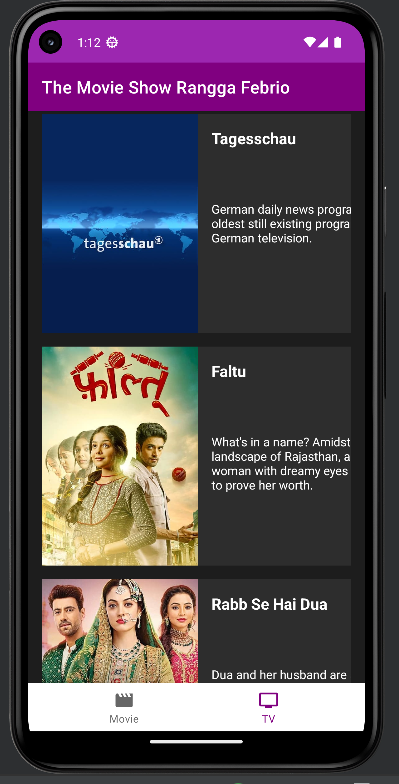 1:12
The Movie Show Rangga Febrio
tagesschau
Tagesschau
German daily news progra
oldest still existing progra
German television.
फालतू
Faltu
What's in a name? Amidst
landscape of Rajasthan, a
woman with dreamy eyes
to prove her worth.
Rabb Se Hai Dua
Dua and her husband are
Movie
TV